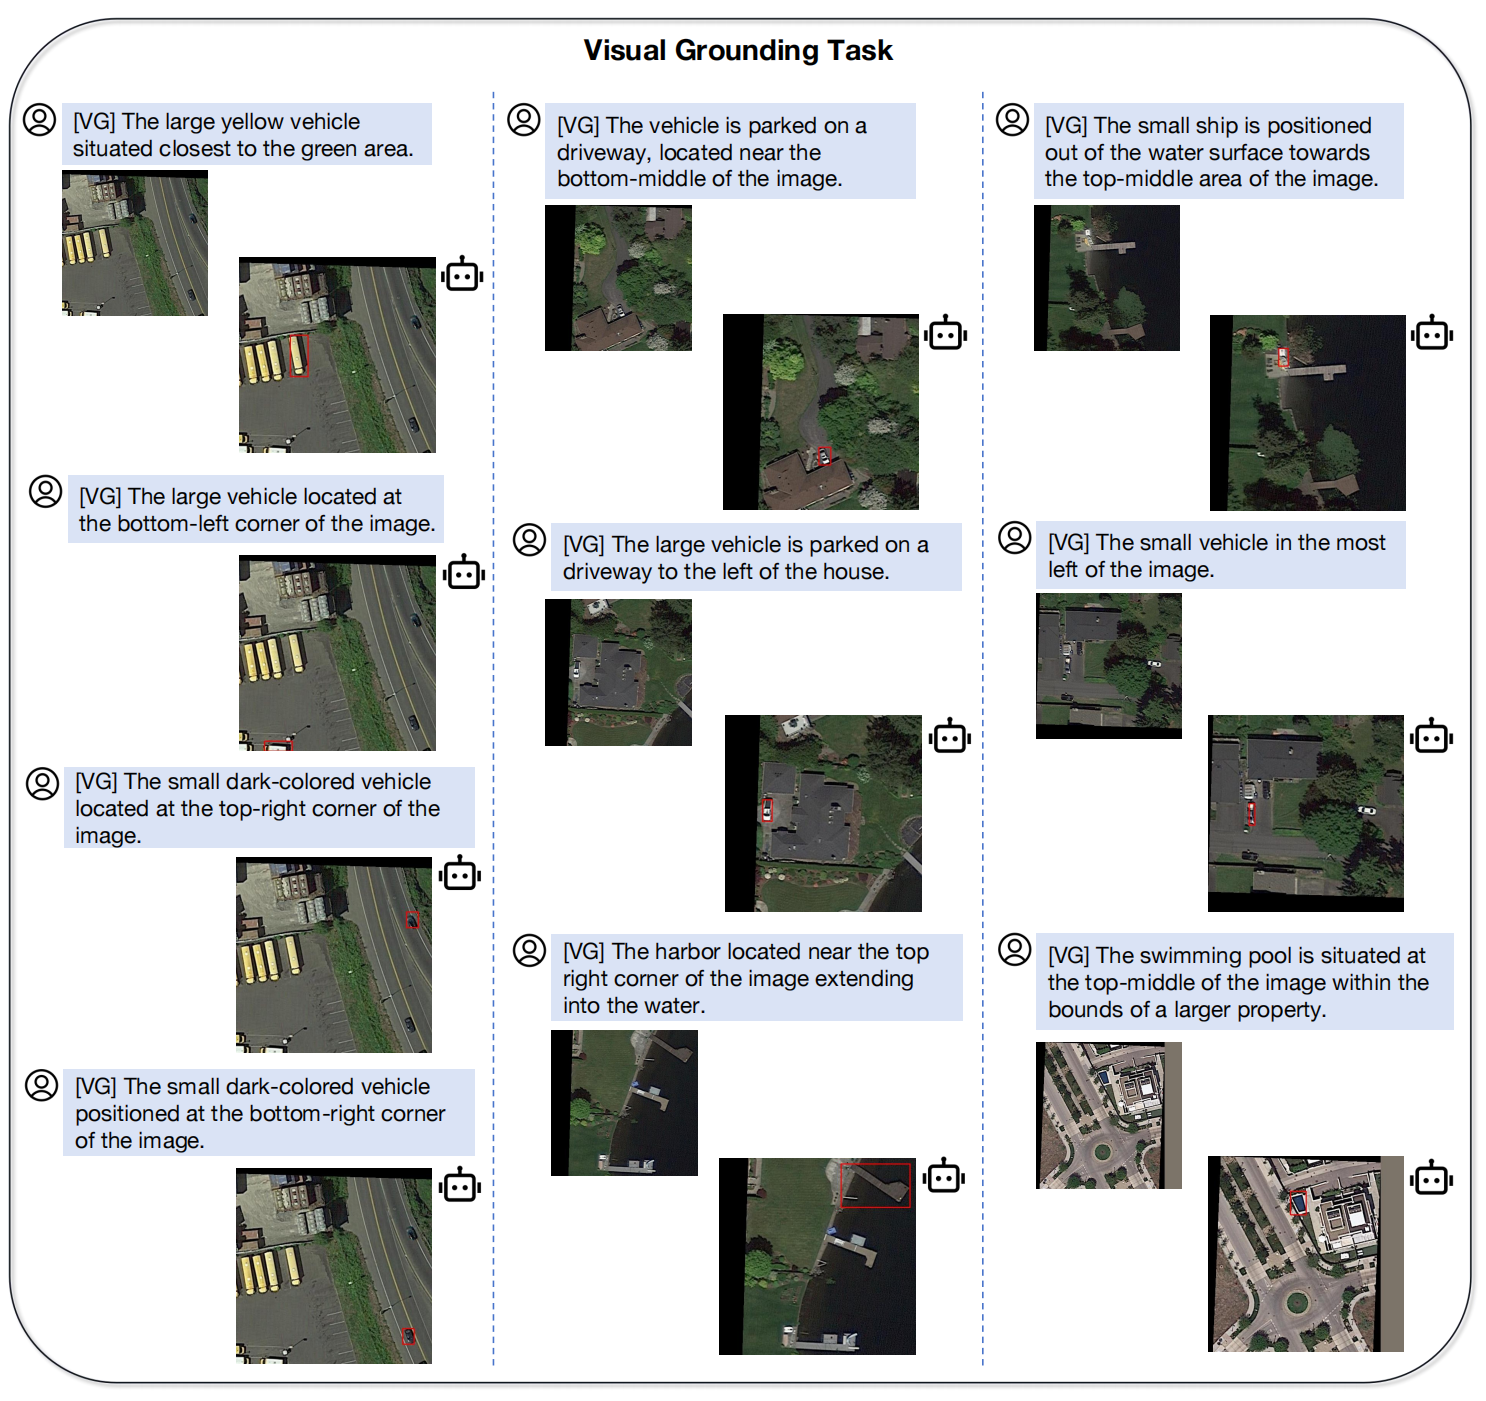 Visual Grounding Task
[VG] The large yellow vehicle
situated closest to the green area.
[VG] The large vehicle located at
the bottom-left corner of the image.
[VG] The small dark-colored vehicle
located at the top-right corner of the
image.
[VG] The small dark-colored vehicle
positioned at the bottom-right corner
of the image.
[VG] The vehicle is parked on a
driveway, located near the
bottom-middle of the image.
[VG] The large vehicle is parked on a
driveway to the left of the house.
[VG] The harbor located near the top
right corner of the image extending
into the water.
[VG] The small ship is positioned
out of the water surface towards
the top-middle area of the image.
[VG] The small vehicle in the most
left of the image.
[VG] The swimming pool is situated at
the top-middle of the image within the
bounds of a larger property.